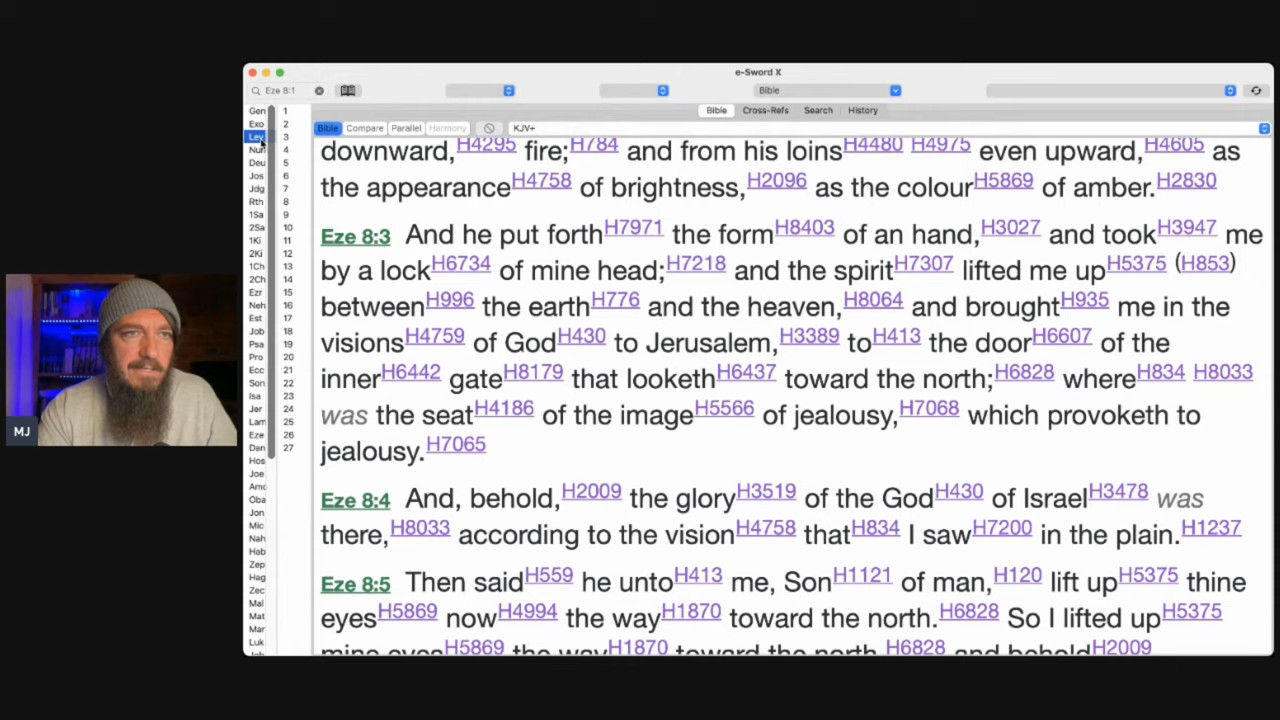 e-Sword X
Eze 8:1
Bible
Bible Cross-Refs Search History
Bible Compare Parallel Harmony KJV+
Gen 1
Exo 2
Lev 3
Num 4
Deu 5
Jos 6
Jdg 7
Rth 8
1Sa 9
2Sa 10
1Ki 11
2Ki 12
1Ch 13
2Ch 14
Ezr 15
Neh 16
Est 17
Job 18
Psa 19
Pro 20
Ecc 21
Son 22
Isa 23
Jer 24
Lam 25
Eze 26
Dan 27
Hos
Joe
Amo
Oba
Jon
Mic
Nah
Hab
Zep
Hag
Zec
Mal
Mat
Mar
Luk
downward,H4295 fire;H784 and from his loinsH4480 H4975 even upward,H4605 as
the appearanceH4758 of brightness,H2096 as the colourH5869 of amber.H2830
Eze 8:3 And he put forthH7971 the formH8403 of an hand,H3027 and tookH3947 me
by a lockH6734 of mine head;H7218 and the spiritH7307 lifted me upH5375 (H853)
betweenH996 the earthH776 and the heaven,H8064 and broughtH935 me in the
visionsH4759 of GodH430 to Jerusalem,H3389 toH413 the doorH6607 of the
innerH6442 gateH8179 that lookethH6437 toward the north;H6828 whereH834 H8033
was the seatH4186 of the imageH5566 of jealousy,H7068 which provoketh to
jealousy.H7065
Eze 8:4 And, behold,H2009 the gloryH3519 of the GodH430 of IsraelH3478 was
there,H8033 according to the visionH4758 thatH834 I sawH7200 in the plain.H1237
Eze 8:5 Then saidH559 he untoH413 me, SonH1121 of man,H120 lift upH5375 thine
eyesH5869 nowH4994 the wayH1870 toward the north.H6828 So I lifted upH5375
mine eyesH5869 the wayH1870 toward the north,H6828 and beholdH2009
MJ